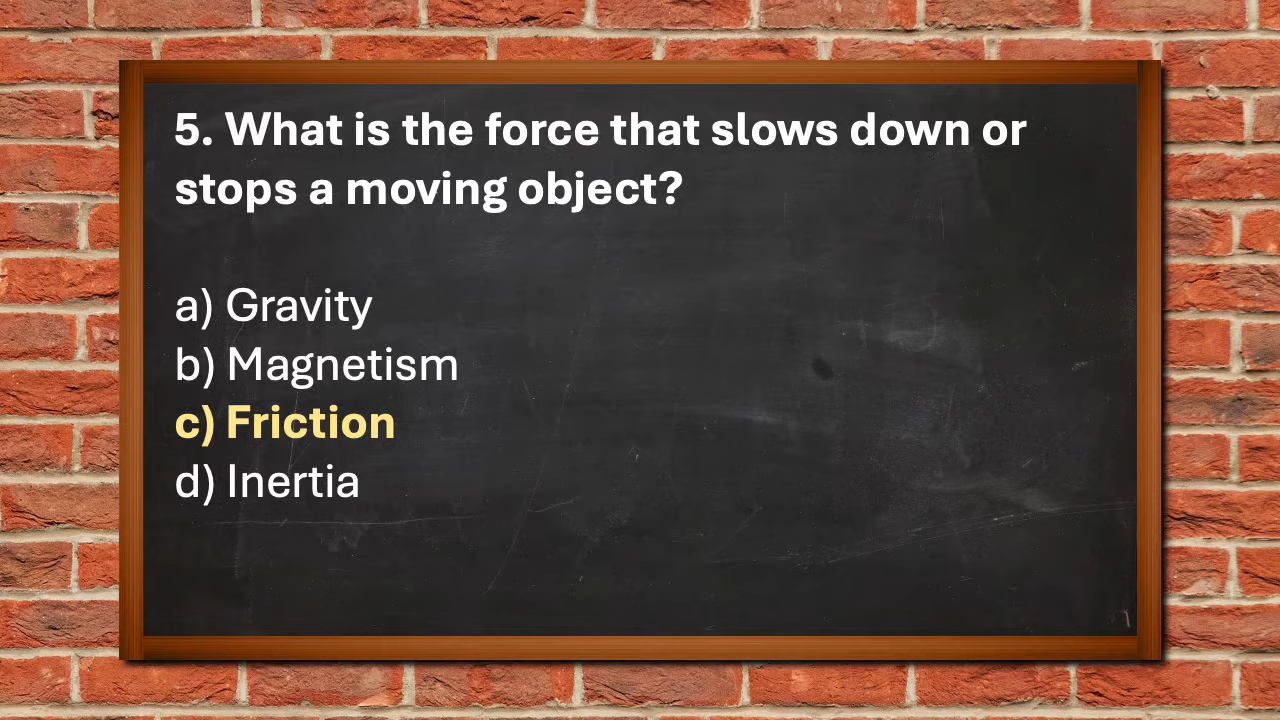 5. What is the force that slows down or
stops a moving object?
a) Gravity
b) Magnetism
c) Friction
d) Inertia